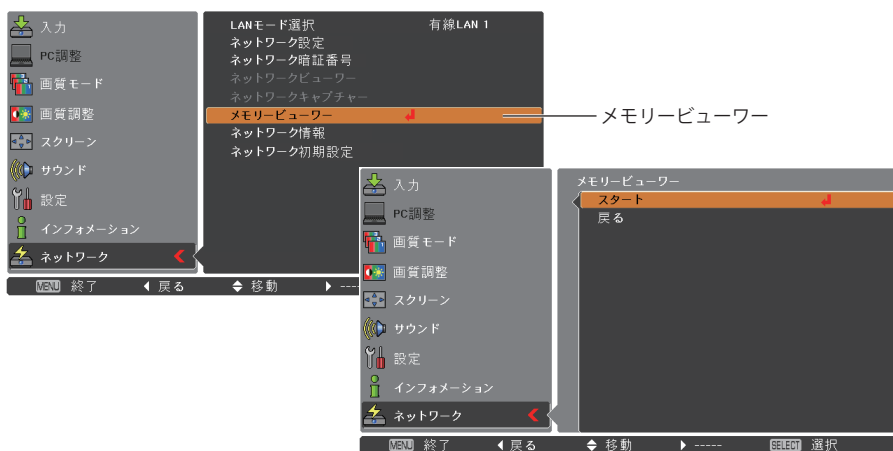 入力
PC調整
画質モード
画質調整
スクリーン
サウンド
設定
インフォメーション
ネットワーク
LANモード選択 有線LAN 1
ネットワーク設定
ネットワーク暗証番号
ネットワークビューワー
ネットワークキャプチャー
メモリービューワー
ネットワーク情報
ネットワーク初期設定
MENU 終了 戻る 移動
メモリービューワー
入力
PC調整
画質モード
画質調整
スクリーン
サウンド
設定
インフォメーション
ネットワーク
メモリービューワー
スタート
戻る
MENU 終了 戻る 移動 ----- SELECT 選択